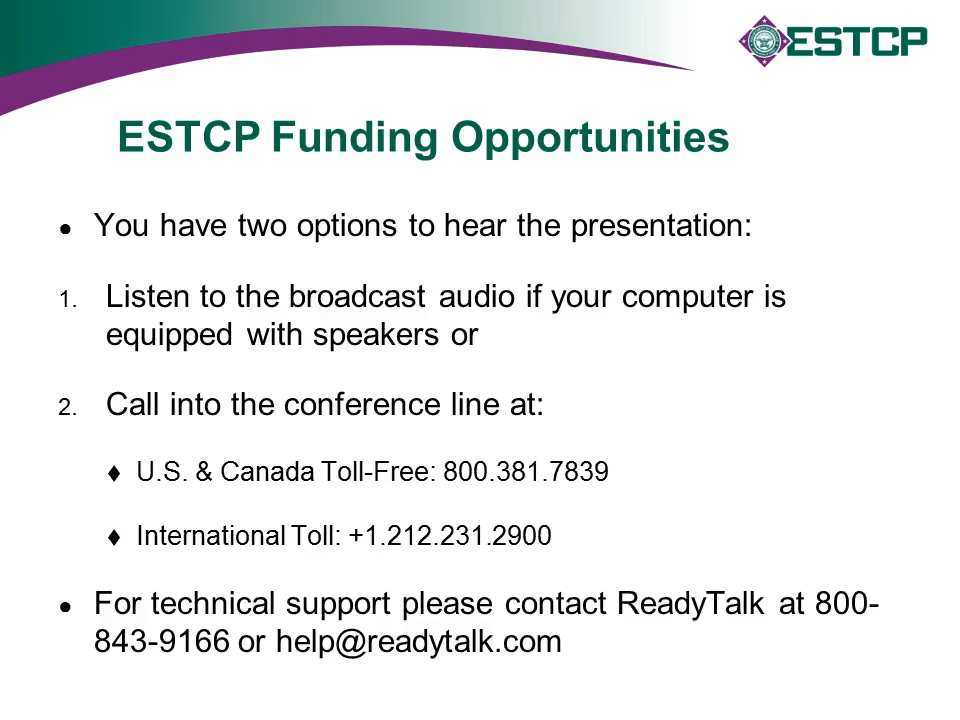 ESTCP
ESTCP Funding Opportunities
● You have two options to hear the presentation:
1. Listen to the broadcast audio if your computer is
equipped with speakers or
2. Call into the conference line at:
♦ U.S. & Canada Toll-Free: 800.381.7839
♦ International Toll: +1.212.231.2900
● For technical support please contact ReadyTalk at 800-
843-9166 or help@readytalk.com